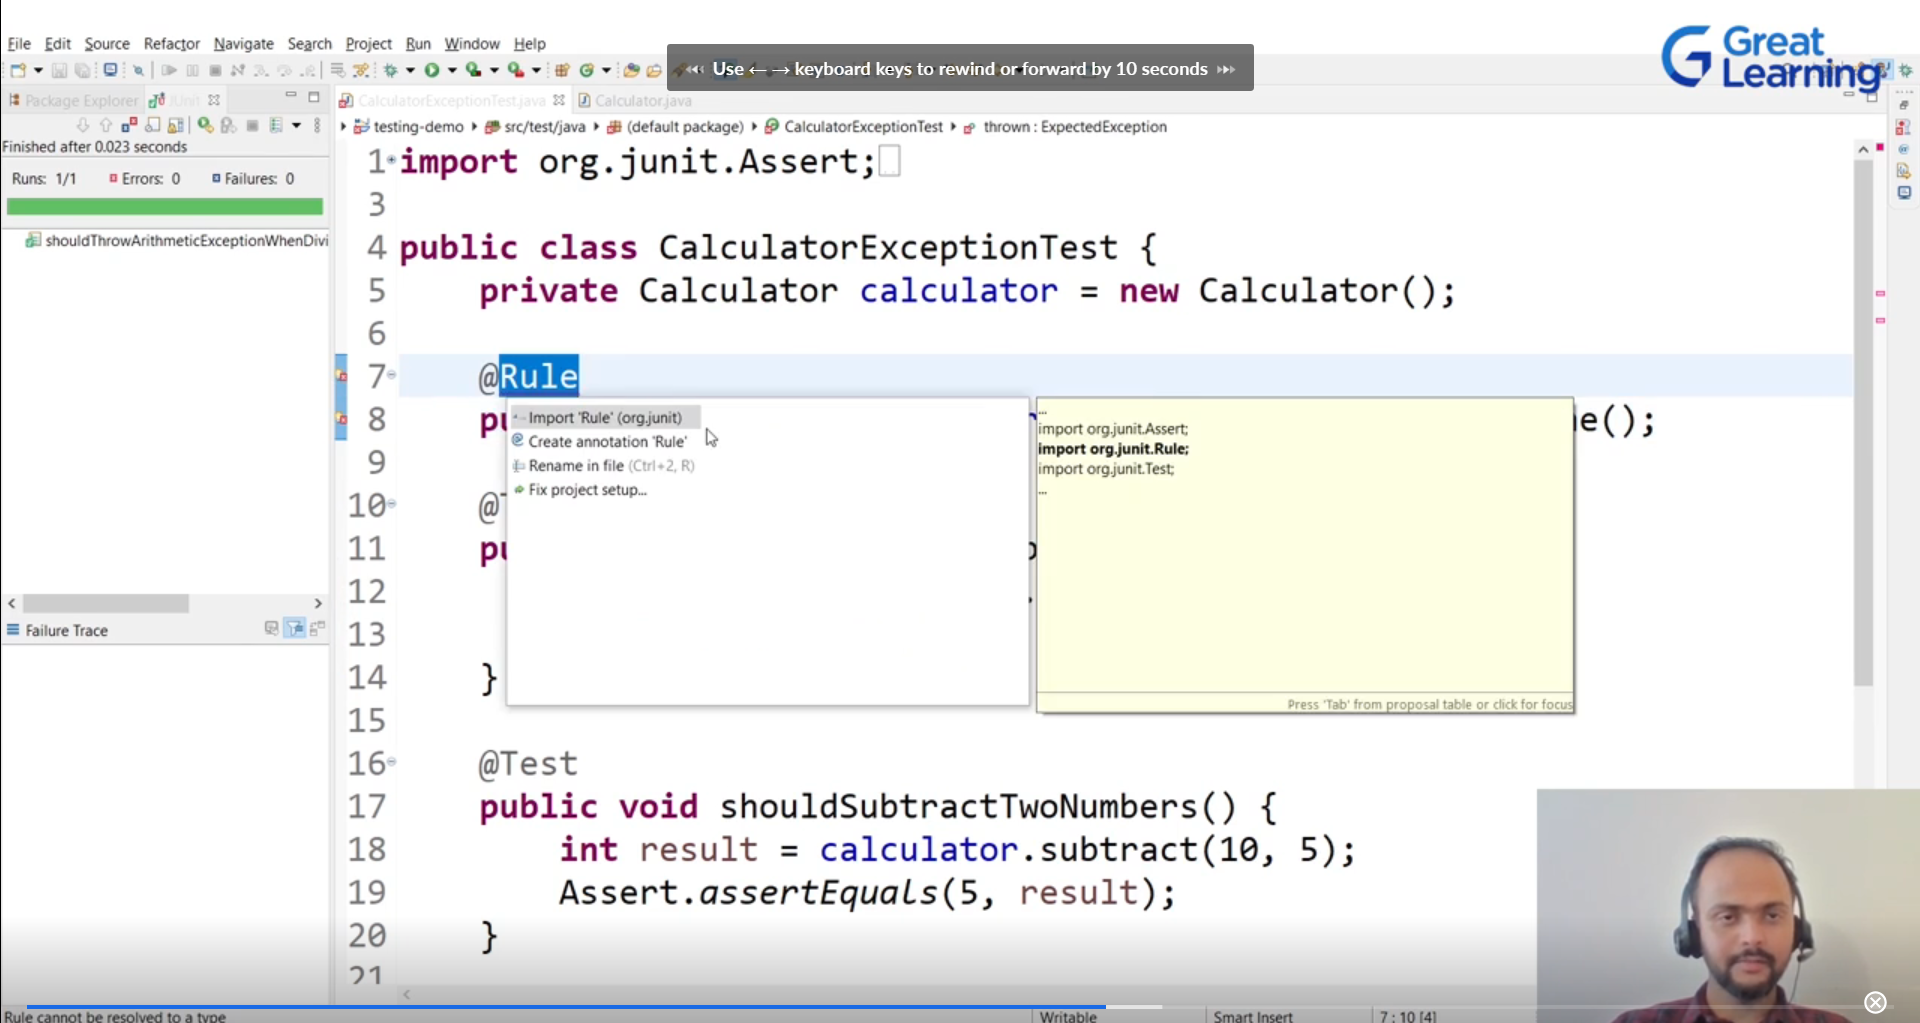 File Edit Source Refactor Navigate Search Project Run Window Help
Great Learning
Use ← → keyboard keys to rewind or forward by 10 seconds
Package Explorer JUnit
CalculatorExceptionTest.java Calculator.java
testing-demo src/test/java (default package) CalculatorExceptionTest thrown : ExpectedException
Finished after 0.023 seconds
Runs: 1/1 Errors: 0 Failures: 0
shouldThrowArithmeticExceptionWhenDivi
Failure Trace
1 import org.junit.Assert;
3
4 public class CalculatorExceptionTest {
5 private Calculator calculator = new Calculator();
6
7 @Rule
8 pu e();
9
10 @T
11 pu
12
13
14 }
15
16 @Test
17 public void shouldSubtractTwoNumbers() {
18 int result = calculator.subtract(10, 5);
19 Assert.assertEquals(5, result);
20 }
21
Import 'Rule' (org.junit)
Create annotation 'Rule'
Rename in file (Ctrl+2, R)
Fix project setup...
...
import org.junit.Assert;
import org.junit.Rule;
import org.junit.Test;
...
Press 'Tab' from proposal table or click for focus
Rule cannot be resolved to a type
Writable Smart Insert 7 : 10 [4]